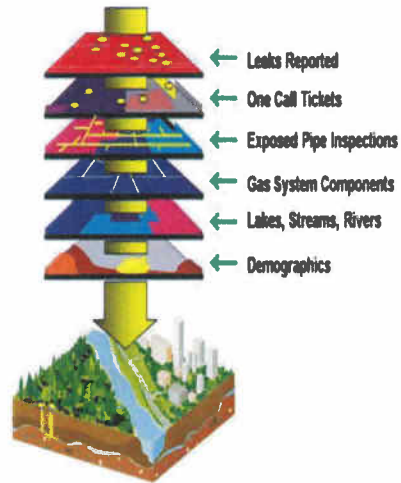 Leaks Reported
One Call Tickets
Exposed Pipe Inspections
Gas System Components
Lakes, Streams, Rivers
Demographics